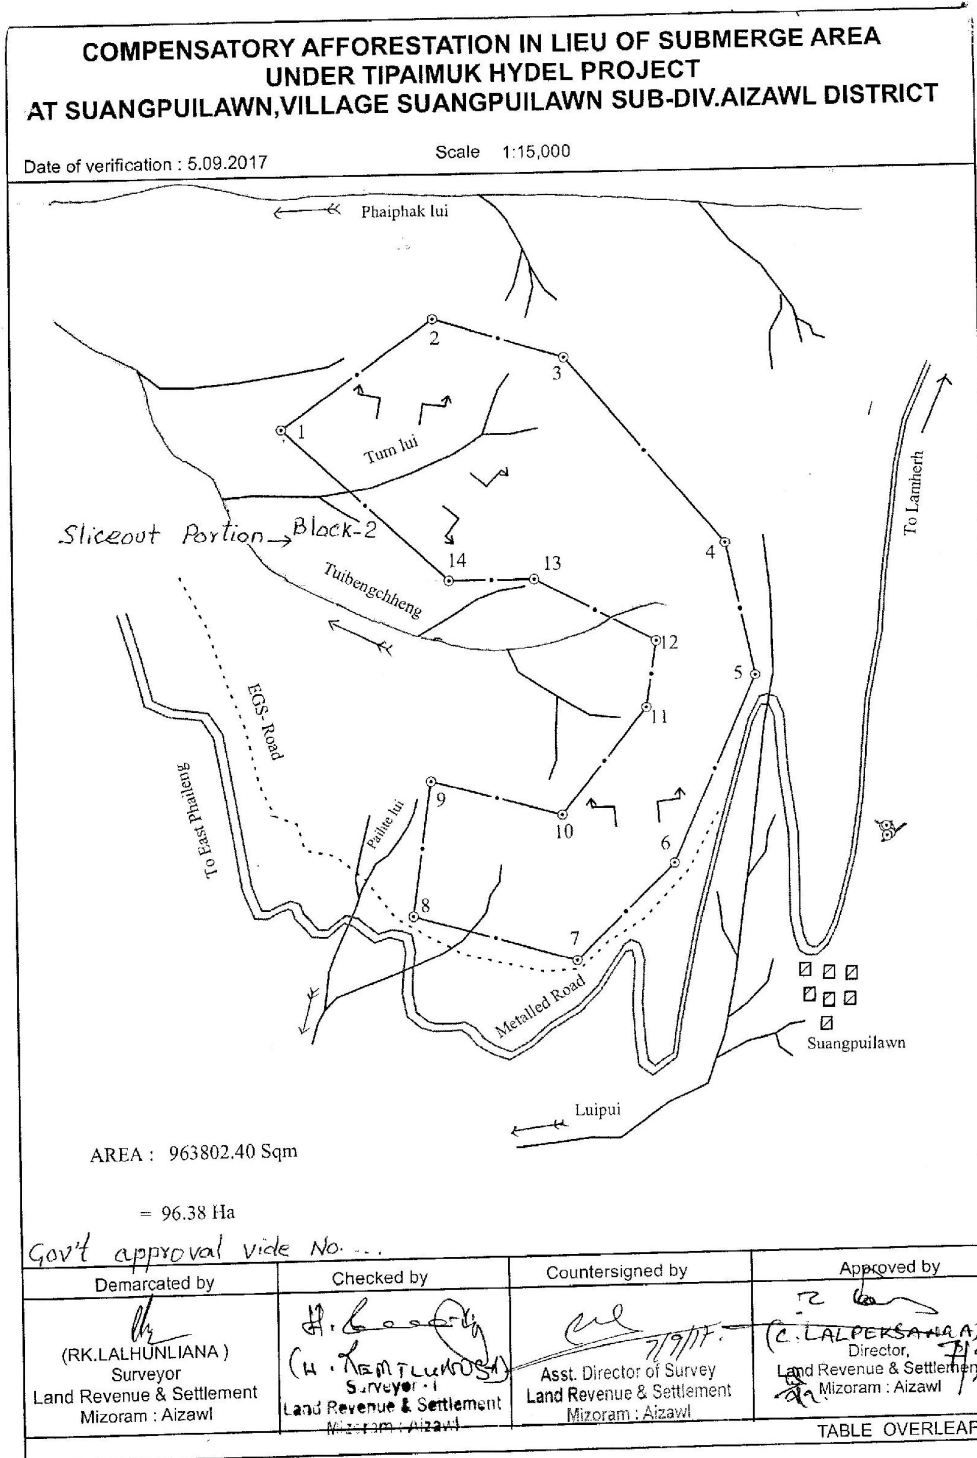 COMPENSATORY AFFORESTATION IN LIEU OF SUBMERGE AREA
UNDER TIPAIMUK HYDEL PROJECT
AT SUANGPUILAWN,VILLAGE SUANGPUILAWN SUB-DIV.AIZAWL DISTRICT
Date of verification : 5.09.2017
Scale 1:15,000
Phaiphak lui
2
3
1
Tum lui
To Lamherh
Sliceout Portion → Block-2
4
14
13
Tuibengchheng
12
5
11
EGS- Road
9
10
To East Phaileng
Pailute lui
6
8
7
Metalled Road
Suangpuilawn
Luipui
AREA : 963802.40 Sqm
= 96.38 Ha
Gov't approval vide No. ...
Demarcated by
Checked by
Countersigned by
Approved by
(RK.LALHUNLIANA )
Surveyor
Land Revenue & Settlement
Mizoram : Aizawl
Surveyor-I
Land Revenue & Settlement
Mizoram : Aizawl
7/9/17.
Asst. Director of Survey
Land Revenue & Settlement
Mizoram : Aizawl
(C. LALPEKSANGA)
Director,
Land Revenue & Settlement
Mizoram : Aizawl
TABLE OVERLEAF